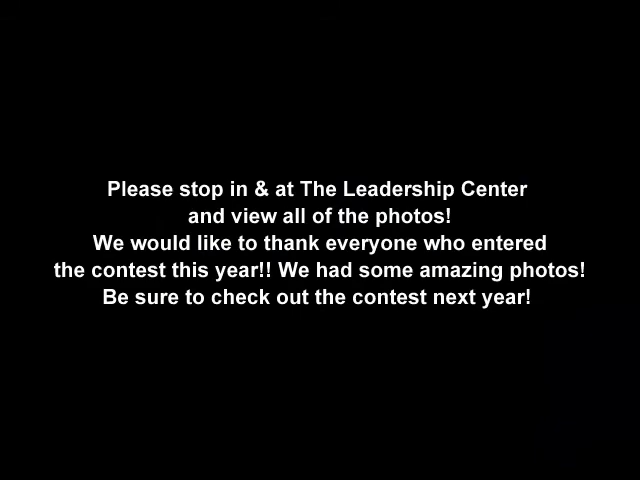 Please stop in & at The Leadership Center
and view all of the photos!
We would like to thank everyone who entered
the contest this year!! We had some amazing photos!
Be sure to check out the contest next year!